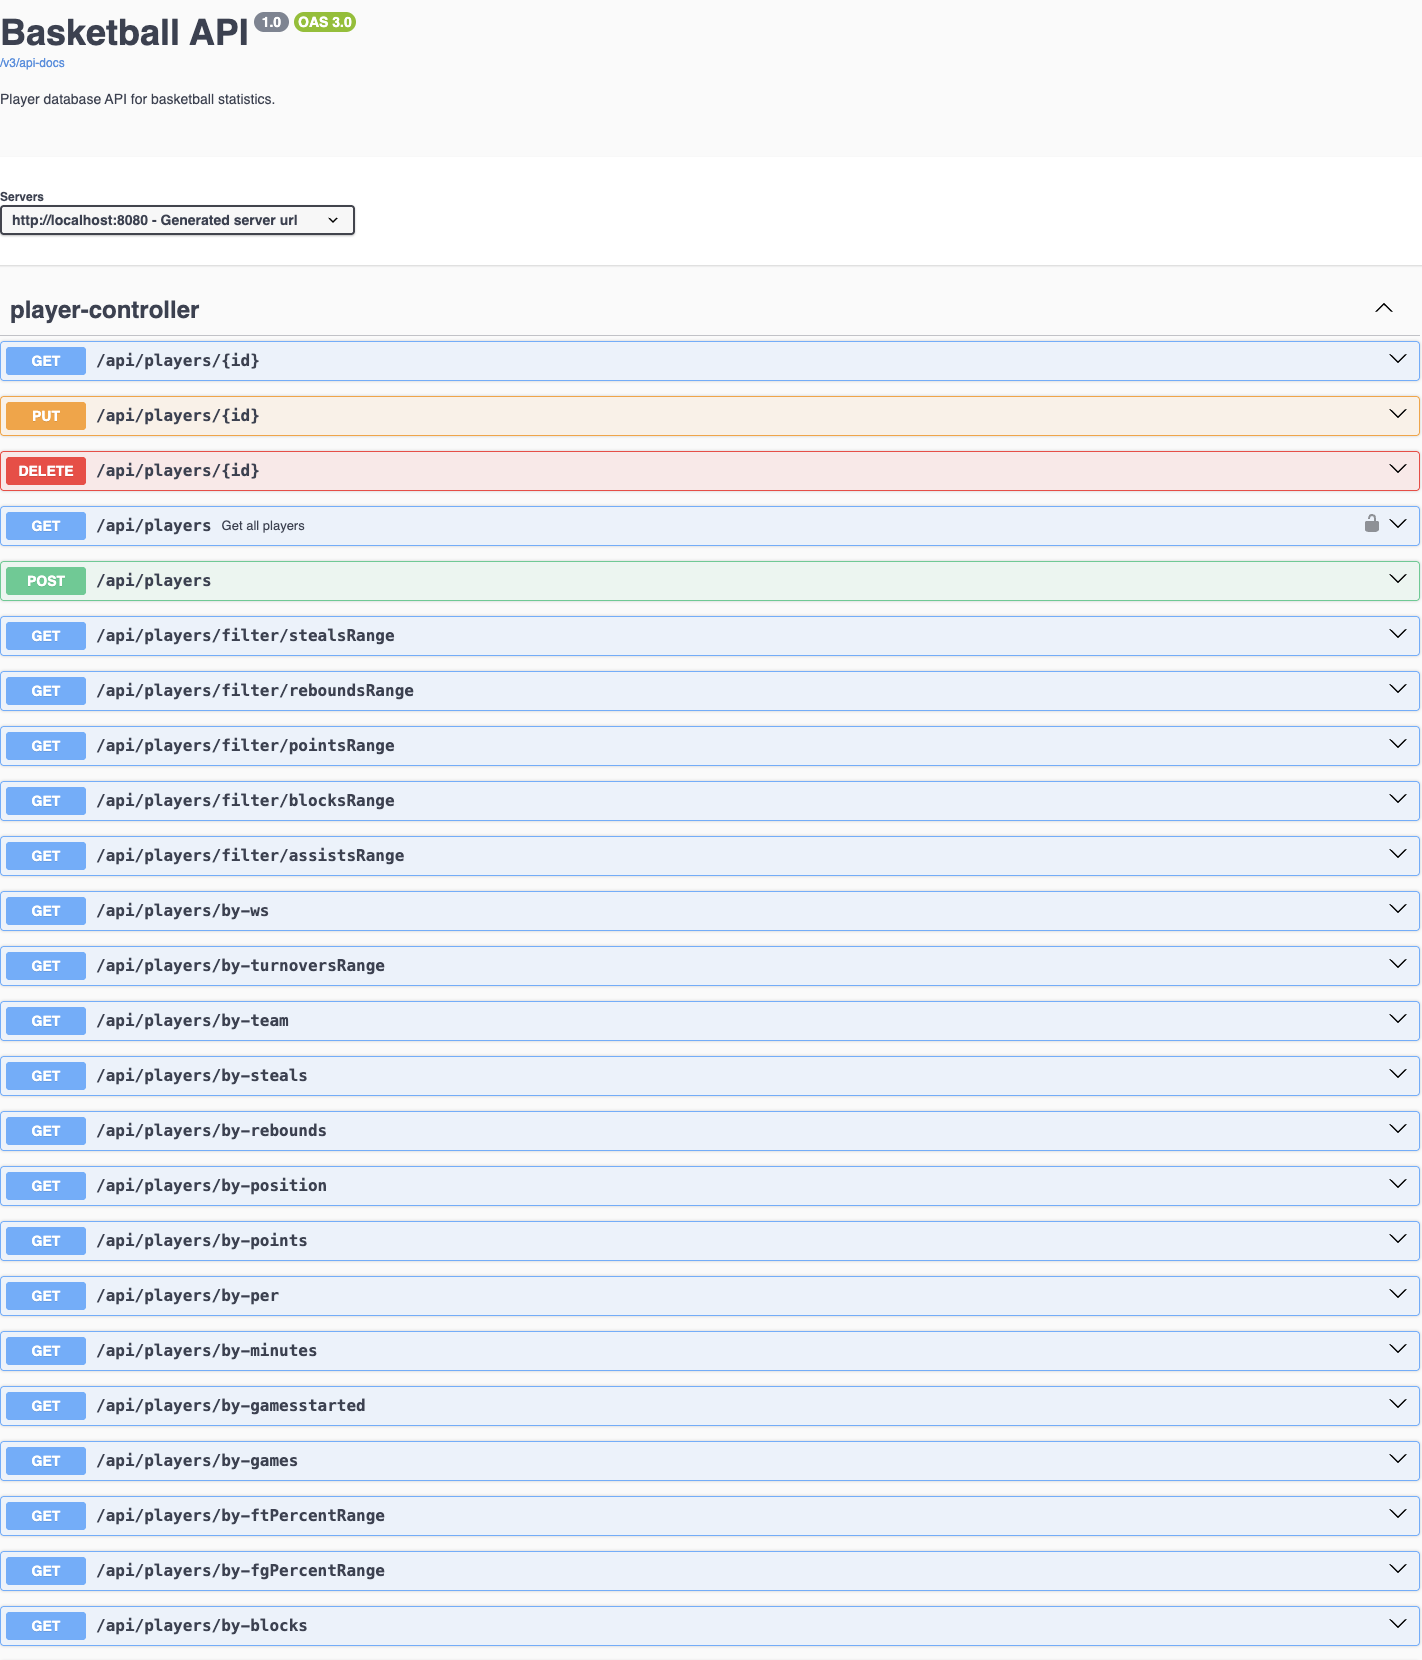 Basketball API 1.0 OAS 3.0
/v3/api-docs
Player database API for basketball statistics.
Servers
http://localhost:8080 - Generated server url
player-controller
GET /api/players/{id}
PUT /api/players/{id}
DELETE /api/players/{id}
GET /api/players Get all players
POST /api/players
GET /api/players/filter/stealsRange
GET /api/players/filter/reboundsRange
GET /api/players/filter/pointsRange
GET /api/players/filter/blocksRange
GET /api/players/filter/assistsRange
GET /api/players/by-ws
GET /api/players/by-turnoversRange
GET /api/players/by-team
GET /api/players/by-steals
GET /api/players/by-rebounds
GET /api/players/by-position
GET /api/players/by-points
GET /api/players/by-per
GET /api/players/by-minutes
GET /api/players/by-gamesstarted
GET /api/players/by-games
GET /api/players/by-ftPercentRange
GET /api/players/by-fgPercentRange
GET /api/players/by-blocks